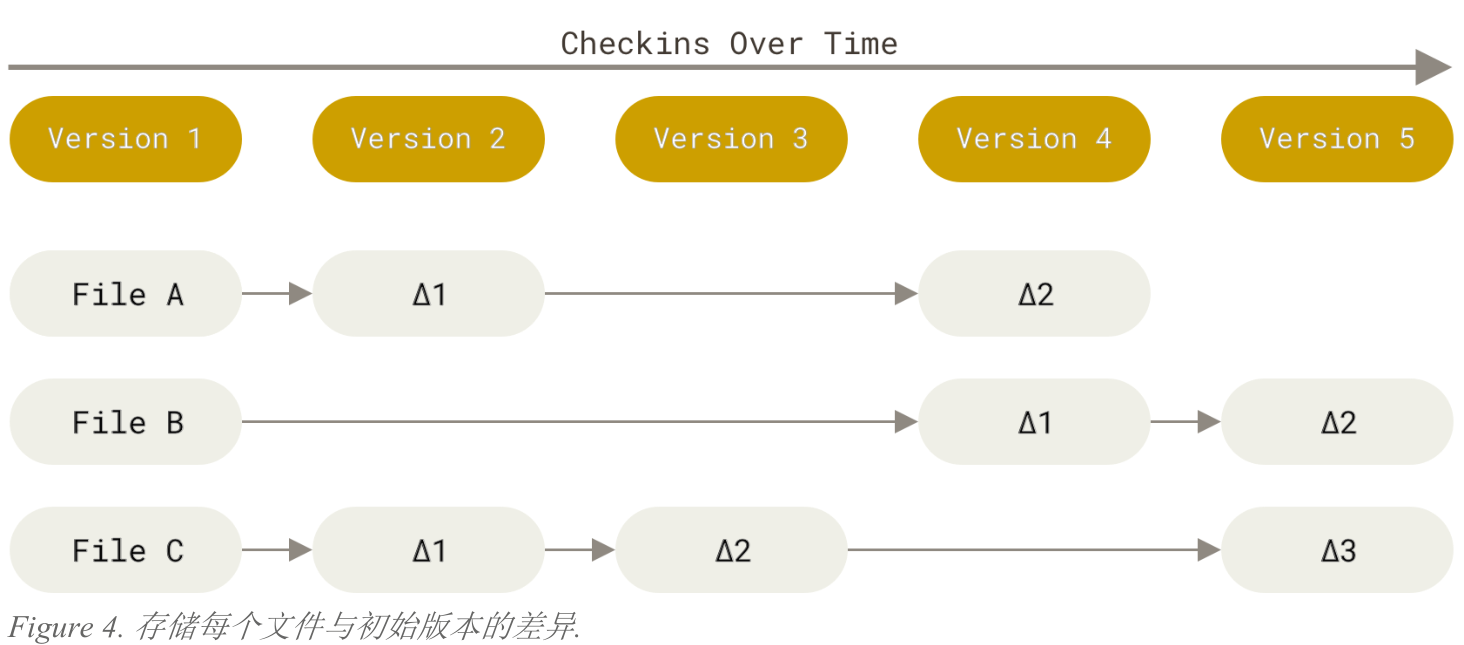 Checkins Over Time
Version 1 Version 2 Version 3 Version 4 Version 5
File A Δ1 Δ2
File B Δ1 Δ2
File C Δ1 Δ2 Δ3
Figure 4. 存储每个文件与初始版本的差异.